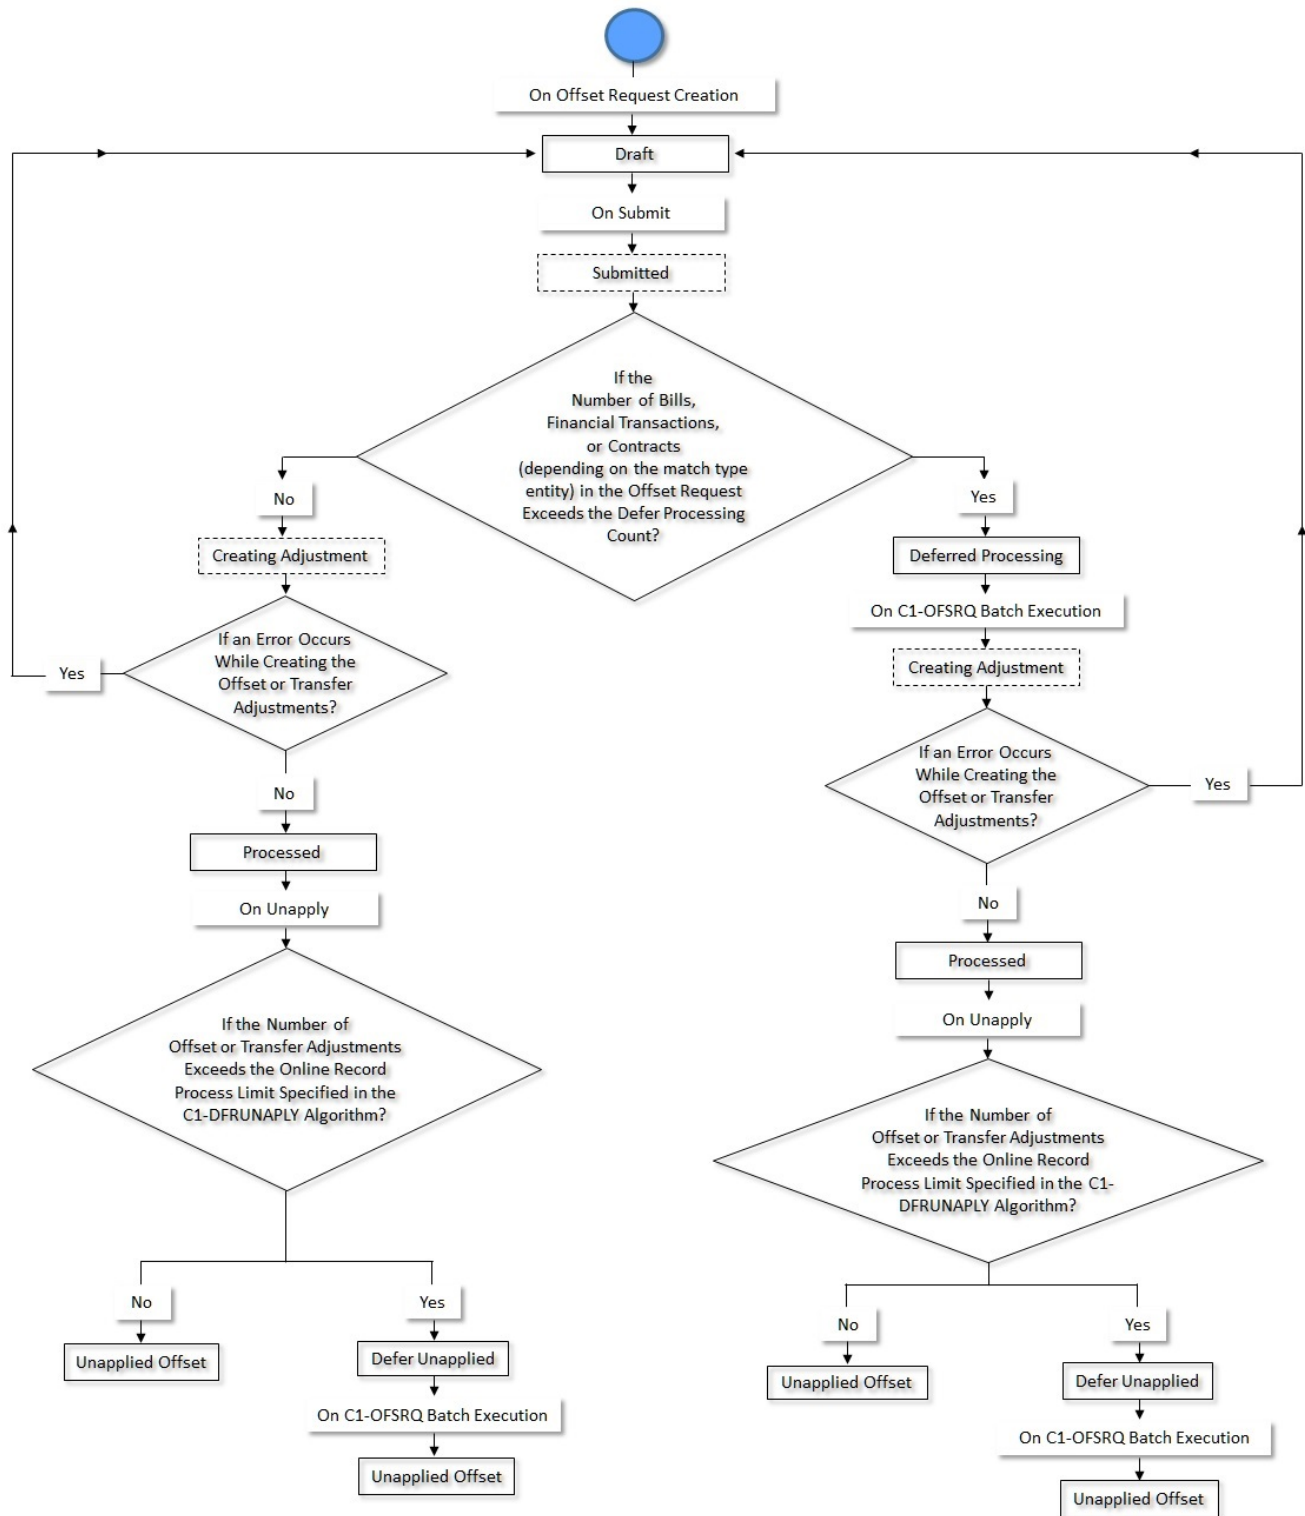 On Offset Request Creation
Draft
On Submit
Submitted
If the
Number of Bills,
Financial Transactions,
or Contracts
(depending on the match type
entity) in the Offset Request
Exceeds the Defer Processing
Count?
No
Creating Adjustment
If an Error Occurs
While Creating the
Offset or Transfer
Adjustments?
Yes
No
Processed
On Unapply
If the Number of
Offset or Transfer Adjustments
Exceeds the Online Record
Process Limit Specified in the
C1-DFRUNAPLY Algorithm?
No
Unapplied Offset
Yes
Defer Unapplied
On C1-OFSRQ Batch Execution
Unapplied Offset
Yes
Deferred Processing
On C1-OFSRQ Batch Execution
Creating Adjustment
If an Error Occurs
While Creating the
Offset or Transfer
Adjustments?
Yes
No
Processed
On Unapply
If the Number of
Offset or Transfer Adjustments
Exceeds the Online Record
Process Limit Specified in the C1-
DFRUNAPLY Algorithm?
No
Unapplied Offset
Yes
Defer Unapplied
On C1-OFSRQ Batch Execution
Unapplied Offset